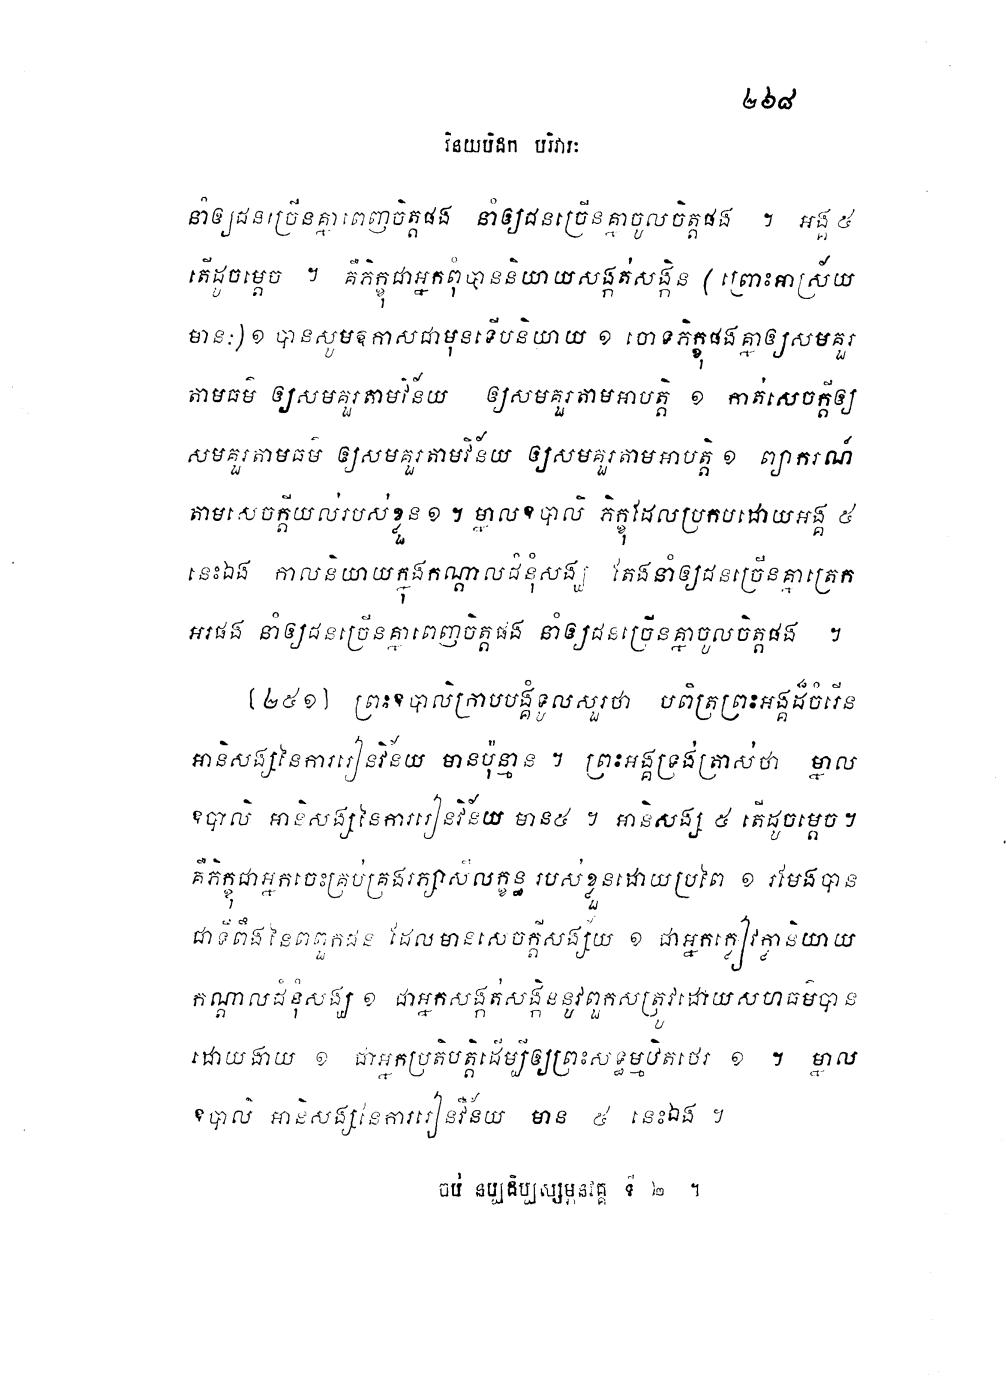 ២៦៨
វិនយបិដក បរិវារៈ
នាំឲ្យជនច្រើនគ្នាពេញចិត្តផង នាំឲ្យជនច្រើនគ្នាចូលចិត្តផង ។ អង្គ ៥
តើដូចម្តេច ។ គឺភិក្ខុជាអ្នកពុំបាននិយាយសង្កត់សង្កិន (ព្រោះអាស្រ័យ
មានៈ) ១ បានសូមឱកាសជាមុនទើបនិយាយ ១ ចោទភិក្ខុផងគ្នាឲ្យសមគួរ
តាមធម៌ ឲ្យសមគួរតាមវិន័យ ឲ្យសមគួរតាមអាបត្តិ ១ កាត់សេចក្តីឲ្យ
សមគួរតាមធម៌ ឲ្យសមគួរតាមវិន័យ ឲ្យសមគួរតាមអាបត្តិ ១ ព្យាករណ៍
តាមសេចក្តីយល់របស់ខ្លួន ១ ។ ម្នាលឧបាលិ ភិក្ខុដែលប្រកបដោយអង្គ ៥
នេះឯង កាលនិយាយក្នុងកណ្តាលជំនុំសង្ឃ តែងនាំឲ្យជនច្រើនគ្នាត្រេក
អរផង នាំឲ្យជនច្រើនគ្នាពេញចិត្តផង នាំឲ្យជនច្រើនគ្នាចូលចិត្តផង ។
(២៥១) ព្រះឧបាលិក្រាបបង្គំទូលសួរថា បពិត្រព្រះអង្គដ៏ចំរើន
អានិសង្សនៃការរៀនវិន័យ មានប៉ុន្មាន ។ ព្រះអង្គទ្រង់ត្រាស់ថា ម្នាល
ឧបាលិ អានិសង្សនៃការរៀនវិន័យ មាន៥ ។ អានិសង្ស ៥ តើដូចម្តេច ។
គឺភិក្ខុជាអ្នកចេះគ្រប់គ្រងរក្សាសីលក្ខន្ធ របស់ខ្លួនដោយប្រពៃ ១ រមែងបាន
ជាទីពឹងនៃពពួកជន ដែលមានសេចក្តីសង្ស័យ ១ ជាអ្នកក្លៀវក្លានិយាយ
កណ្តាលជំនុំសង្ឃ ១ ជាអ្នកសង្កត់សង្កិននូវពួកសត្រូវដោយសហធម៌បាន
ដោយងាយ ១ ជាអ្នកប្រតិបត្តិដើម្បីឲ្យព្រះសទ្ធម្មឋិតថេរ ១ ។ ម្នាល
ឧបាលិ អានិសង្សនៃការរៀនវិន័យ មាន ៥ នេះឯង ។
ចប់ នប្បដិប្បស្សម្ភនវគ្គ ទី ២ ។